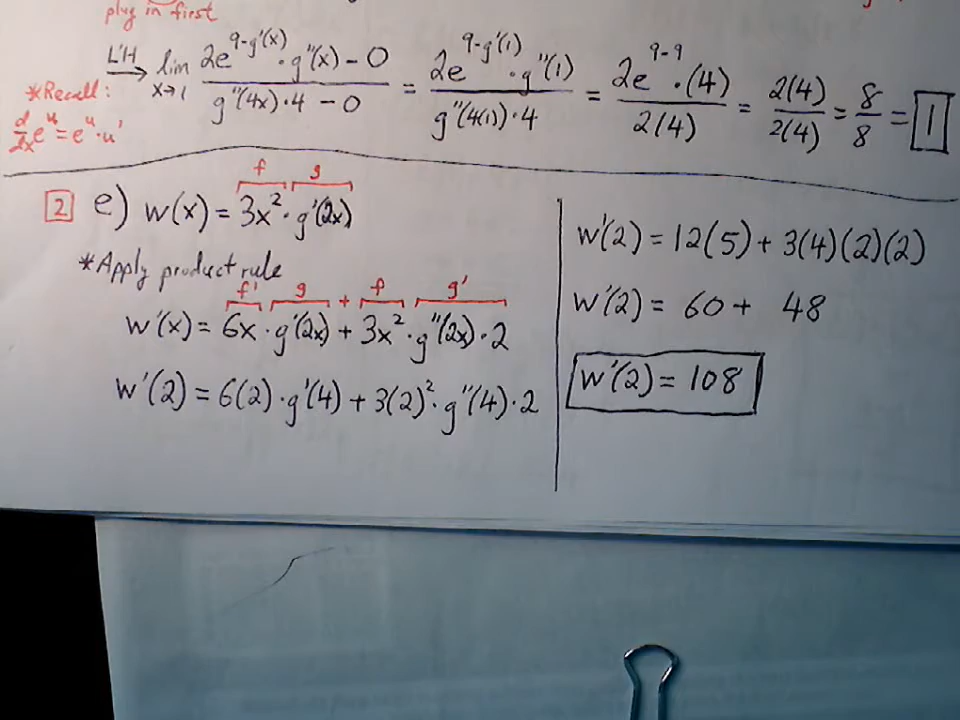 plug in first
L'H → lim x→1 (2e^(9-g'(x)) · g''(x) - 0)/(g''(4x)·4 - 0) = (2e^(9-g'(1)) · g''(1))/(g''(4(1))·4) = (2e^(9-9) · (4))/(2(4)) = 2(4)/2(4) = 8/8 = 1
*Recall:
d/dx e^u = e^u · u'
f g
2 e) w(x) = 3x² · g'(2x)
*Apply product rule
f' g + f g'
w'(x) = 6x · g'(2x) + 3x² · g''(2x) · 2
w'(2) = 6(2) · g'(4) + 3(2)² · g''(4) · 2
w'(2) = 12(5) + 3(4)(2)(2)
w'(2) = 60 + 48
w'(2) = 108